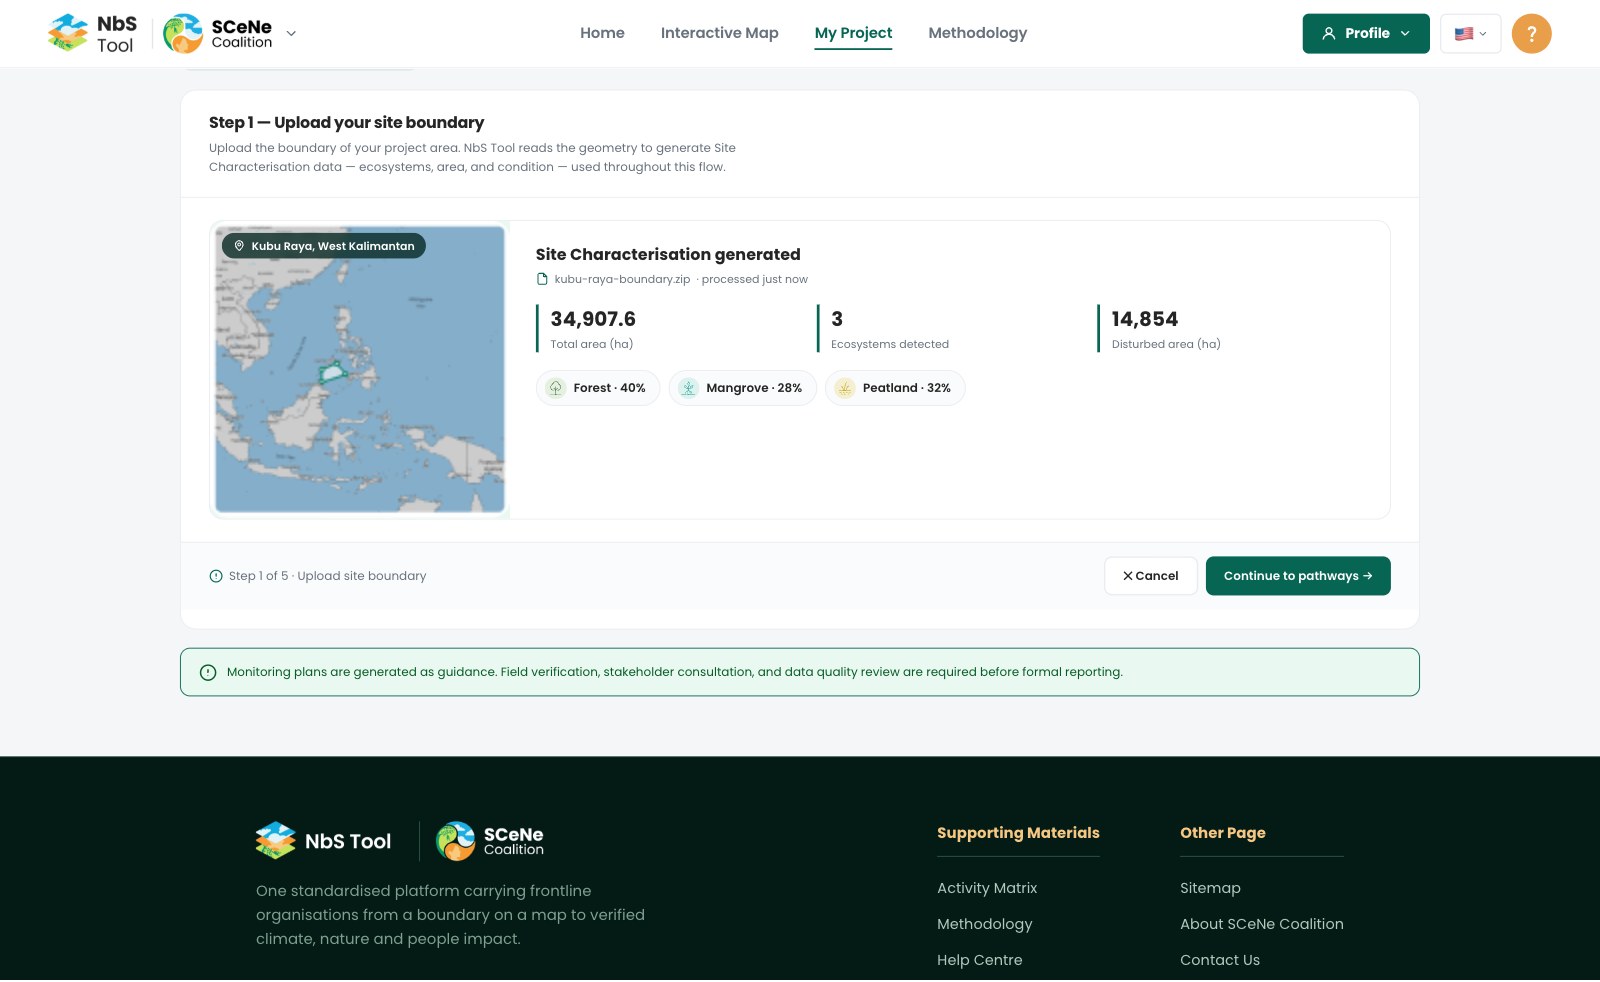 NbS
Tool
SCeNe
Coalition
Home
Interactive Map
My Project
Methodology
Profile
?
Step 1 — Upload your site boundary
Upload the boundary of your project area. NbS Tool reads the geometry to generate Site
Characterisation data — ecosystems, area, and condition — used throughout this flow.
Kubu Raya, West Kalimantan
Site Characterisation generated
kubu-raya-boundary.zip · processed just now
34,907.6
Total area (ha)
3
Ecosystems detected
14,854
Disturbed area (ha)
Forest · 40%
Mangrove · 28%
Peatland · 32%
Step 1 of 5 · Upload site boundary
Cancel
Continue to pathways →
Monitoring plans are generated as guidance. Field verification, stakeholder consultation, and data quality review are required before formal reporting.
NbS Tool
SCeNe
Coalition
One standardised platform carrying frontline
organisations from a boundary on a map to verified
climate, nature and people impact.
Supporting Materials
Activity Matrix
Methodology
Help Centre
Other Page
Sitemap
About SCeNe Coalition
Contact Us